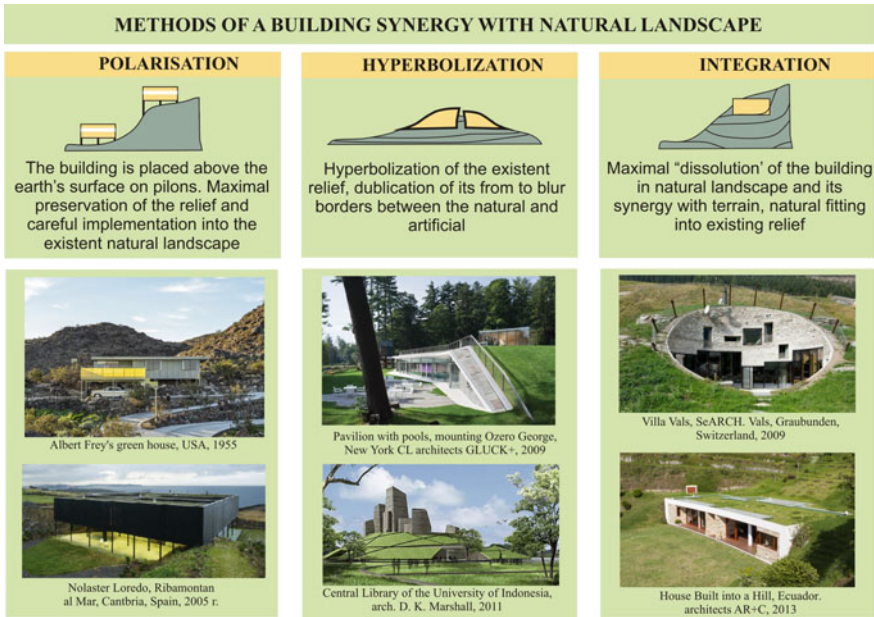 METHODS OF A BUILDING SYNERGY WITH NATURAL LANDSCAPE
POLARISATION
The building is placed above the
earth's surface on pilons. Maximal
preservation of the relief and
careful implementation into the
existent natural landscape
Albert Frey's green house, USA, 1955
Nolaster Loredo, Ribamontan
al Mar, Cantbria, Spain, 2005 r.
HYPERBOLIZATION
Hyperbolization of the existent
relief, dublication of its from to blur
borders between the natural and
artificial
Pavilion with pools, mounting Ozero George,
New York CL architects GLUCK+, 2009
Central Library of the University of Indonesia,
arch. D. K. Marshall, 2011
INTEGRATION
Maximal “dissolution’ of the building
in natural landscape and its
synergy with terrain, natural fitting
into existing relief
Villa Vals, SeARCH. Vals, Graubunden,
Switzerland, 2009
House Built into a Hill, Ecuador.
architects AR+C, 2013